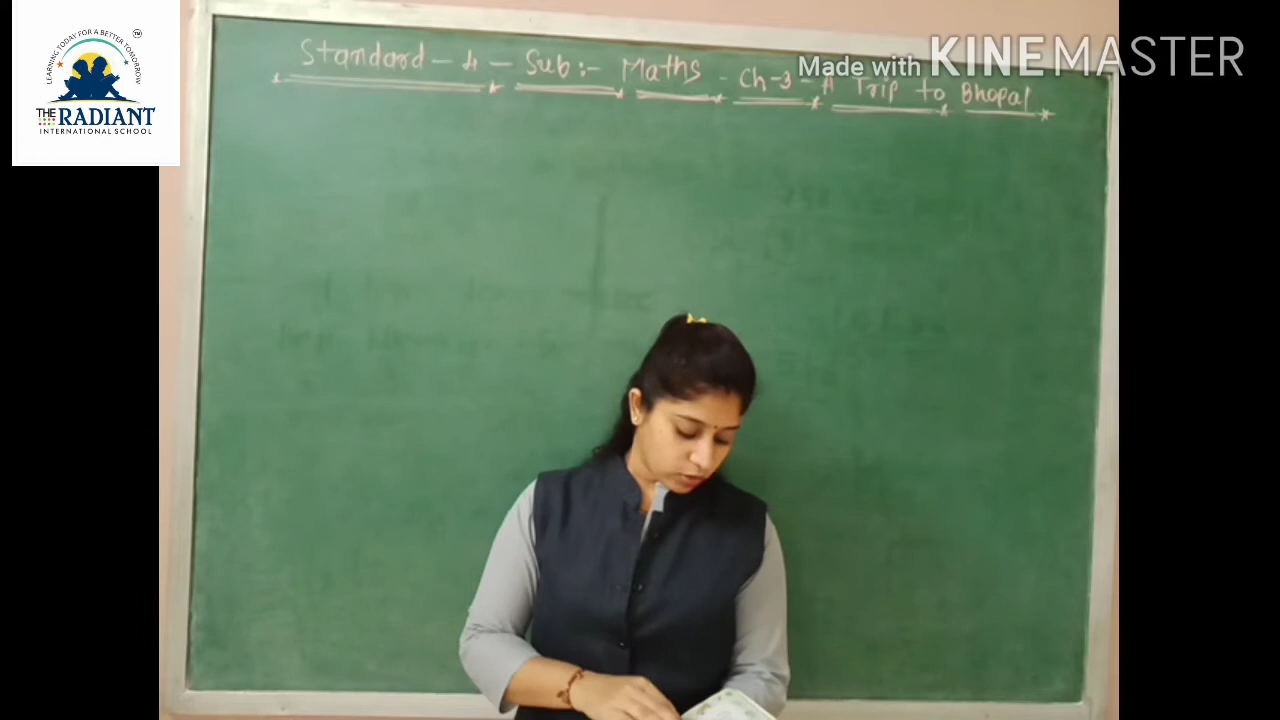 LEARNING TODAY FOR A BETTER TOMORROW
TM
THE RADIANT
INTERNATIONAL SCHOOL
Made with KINEMASTER
Standard - 4 - Sub :- Maths - Ch-3 - A Trip to Bhopal